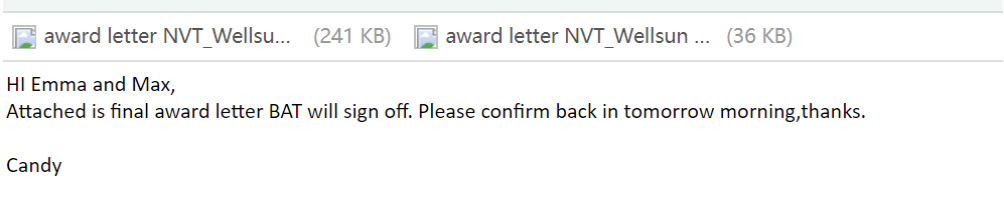 award letter NVT_Wellsu... (241 KB) award letter NVT_Wellsun ... (36 KB)
HI Emma and Max,
Attached is final award letter BAT will sign off. Please confirm back in tomorrow morning,thanks.
Candy